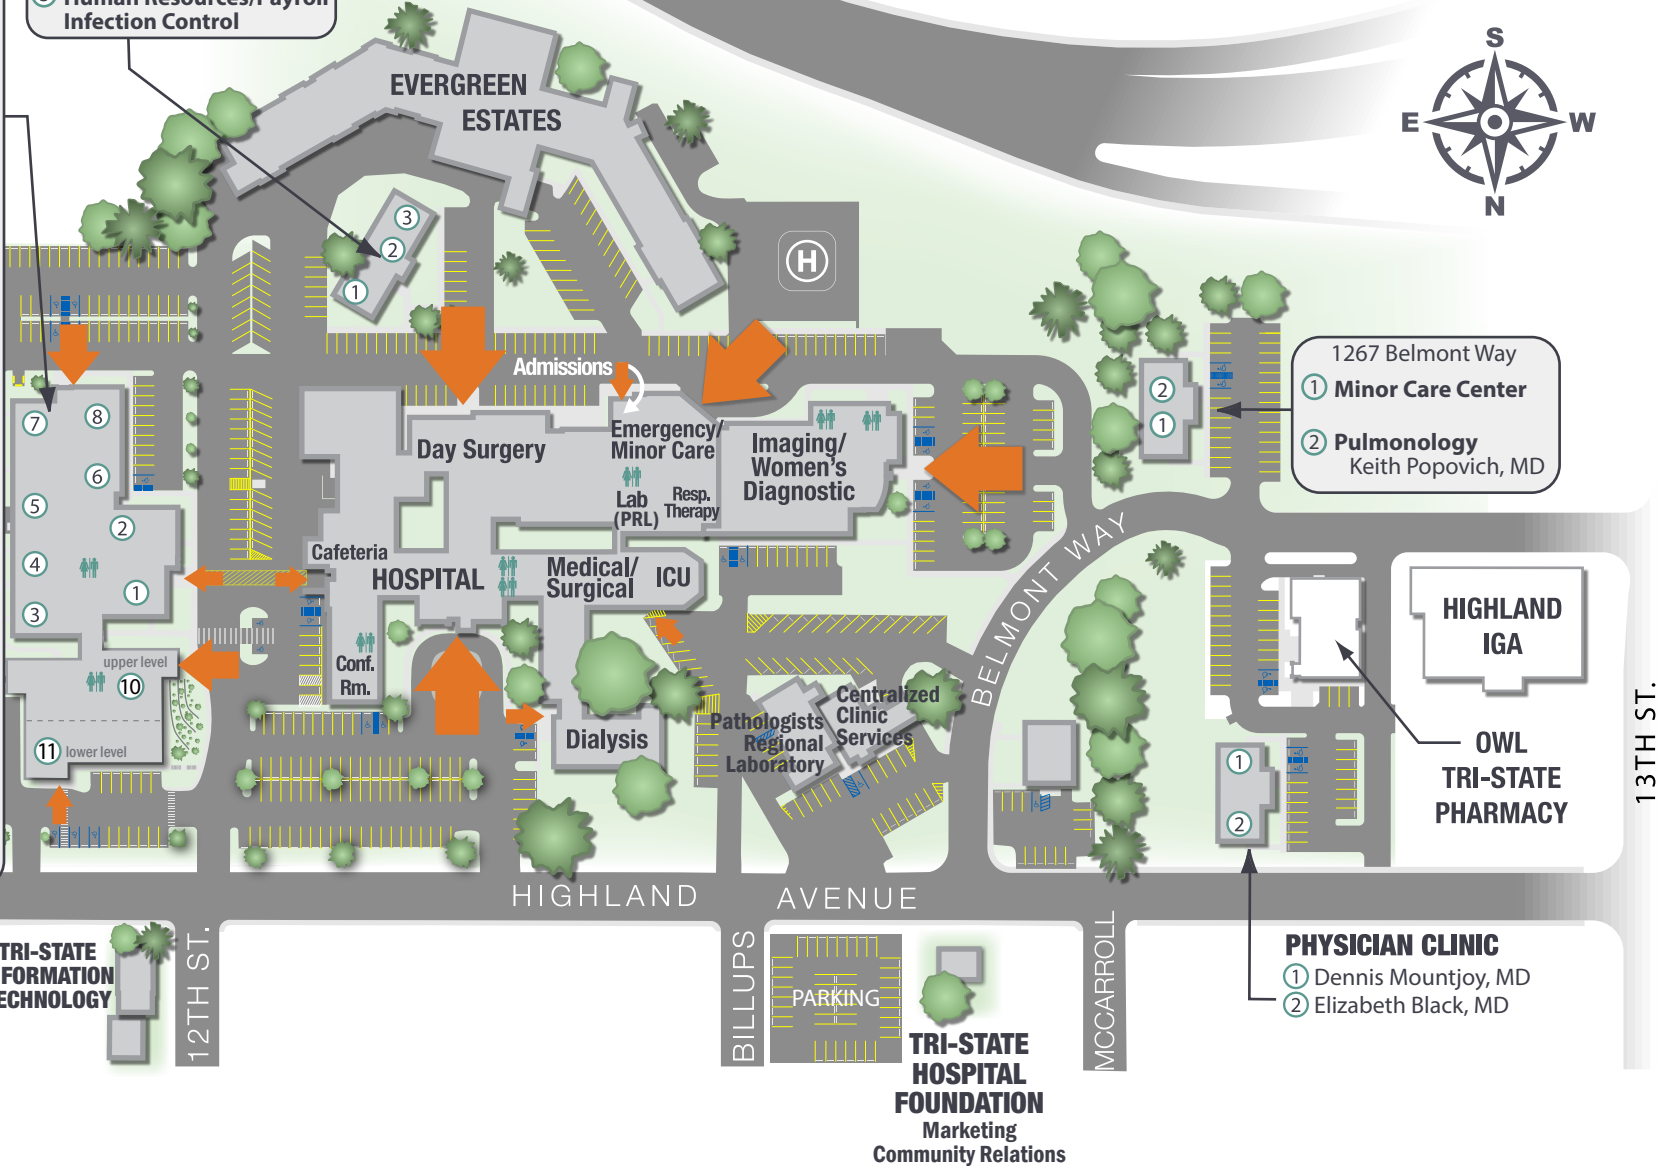 Human Resources/Payroll
Infection Control
EVERGREEN
ESTATES
S
E
W
N
3
2
1
H
Admissions
1267 Belmont Way
1 Minor Care Center
2 Pulmonology
Keith Popovich, MD
2
1
7
8
6
5
2
4
1
3
Day Surgery
Emergency/
Minor Care
Lab
(PRL)
Resp.
Therapy
Imaging/
Women's
Diagnostic
Cafeteria
HOSPITAL
Medical/
Surgical
ICU
Conf.
Rm.
upper level
10
11
lower level
Dialysis
Pathologists
Regional
Laboratory
Centralized
Clinic
Services
BELMONT WAY
HIGHLAND
IGA
OWL
TRI-STATE
PHARMACY
13TH ST.
1
2
HIGHLAND AVENUE
PHYSICIAN CLINIC
1 Dennis Mountjoy, MD
2 Elizabeth Black, MD
TRI-STATE
FORMATION
ECHNOLOGY
12TH ST.
BILLUPS
PARKING
MCCARROLL
TRI-STATE
HOSPITAL
FOUNDATION
Marketing
Community Relations